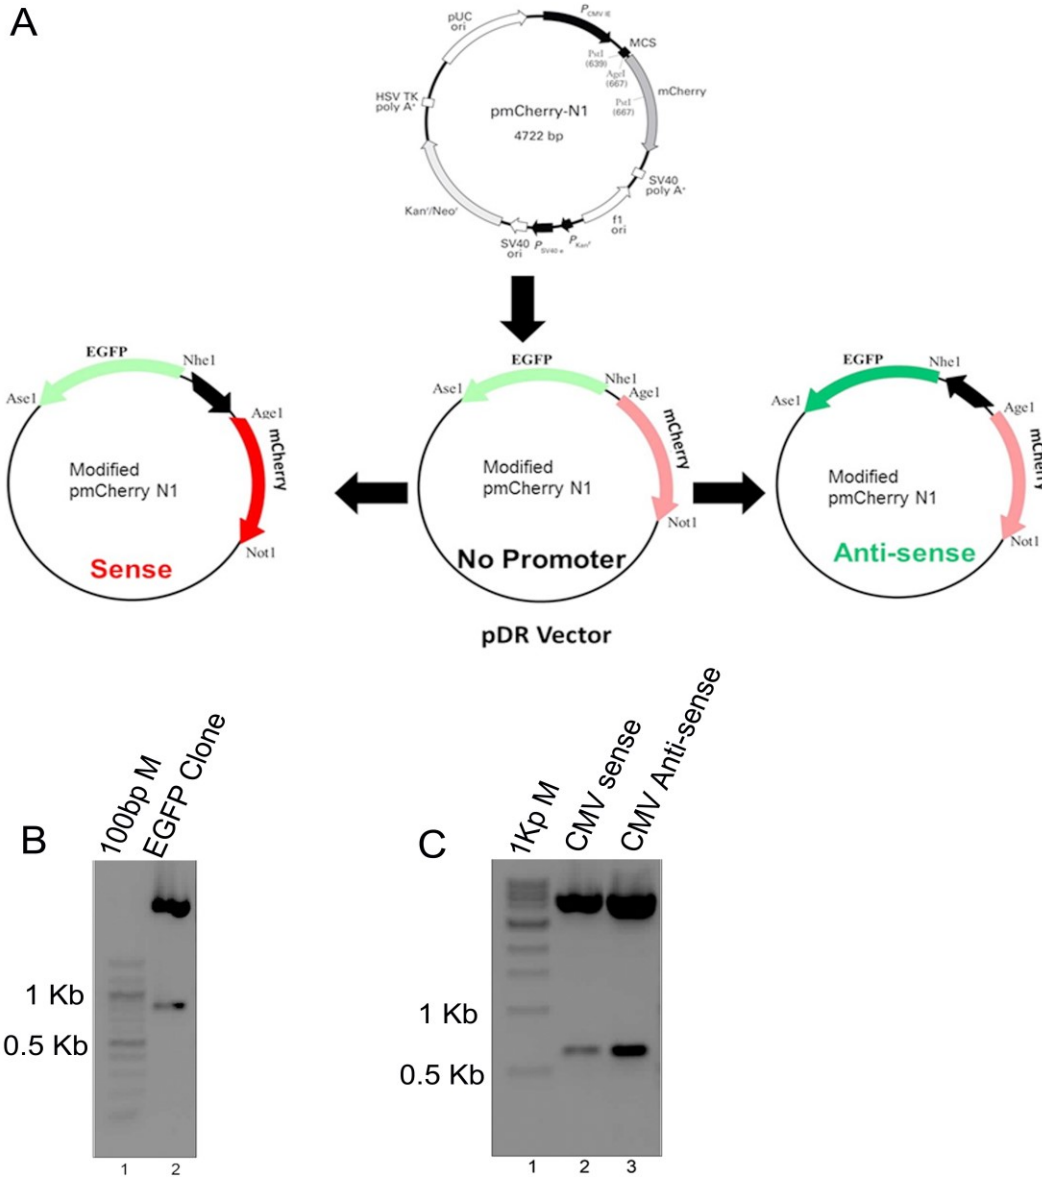 A
pUC
ori
P CMV IE
MCS
PstI
(639)
AgeI
(667)
HSV TK
poly A+
pmCherry-N1
4722 bp
PstI
(667)
mCherry
SV40
poly A+
Kanr/Neor
f1
ori
SV40
ori
P SV40 e
P Kanr
EGFP
Nhe1
Ase1
Age1
mCherry
Modified
pmCherry N1
Not1
Sense
EGFP
Nhe1
Ase1
Age1
mCherry
Modified
pmCherry N1
Not1
No Promoter
pDR Vector
EGFP
Nhe1
Ase1
Age1
mCherry
Modified
pmCherry N1
Not1
Anti-sense
B
100bp M
EGFP Clone
1 Kb
0.5 Kb
1
2
C
1Kp M
CMV sense
CMV Anti-sense
1 Kb
0.5 Kb
1
2
3